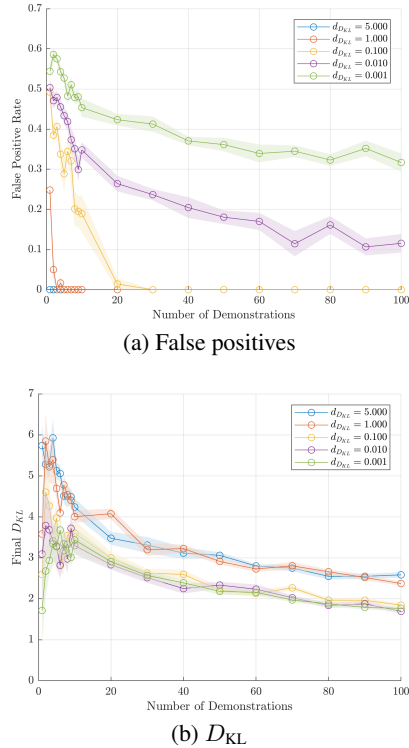 0.7
0.6
0.5
0.4
0.3
0.2
0.1
0
False Positive Rate
d_{D_{KL}} = 5.000
d_{D_{KL}} = 1.000
d_{D_{KL}} = 0.100
d_{D_{KL}} = 0.010
d_{D_{KL}} = 0.001
0 20 40 60 80 100
Number of Demonstrations
(a) False positives
7
6
5
4
3
2
1
0
Final D_{KL}
d_{D_{KL}} = 5.000
d_{D_{KL}} = 1.000
d_{D_{KL}} = 0.100
d_{D_{KL}} = 0.010
d_{D_{KL}} = 0.001
0 20 40 60 80 100
Number of Demonstrations
(b) D_{KL}